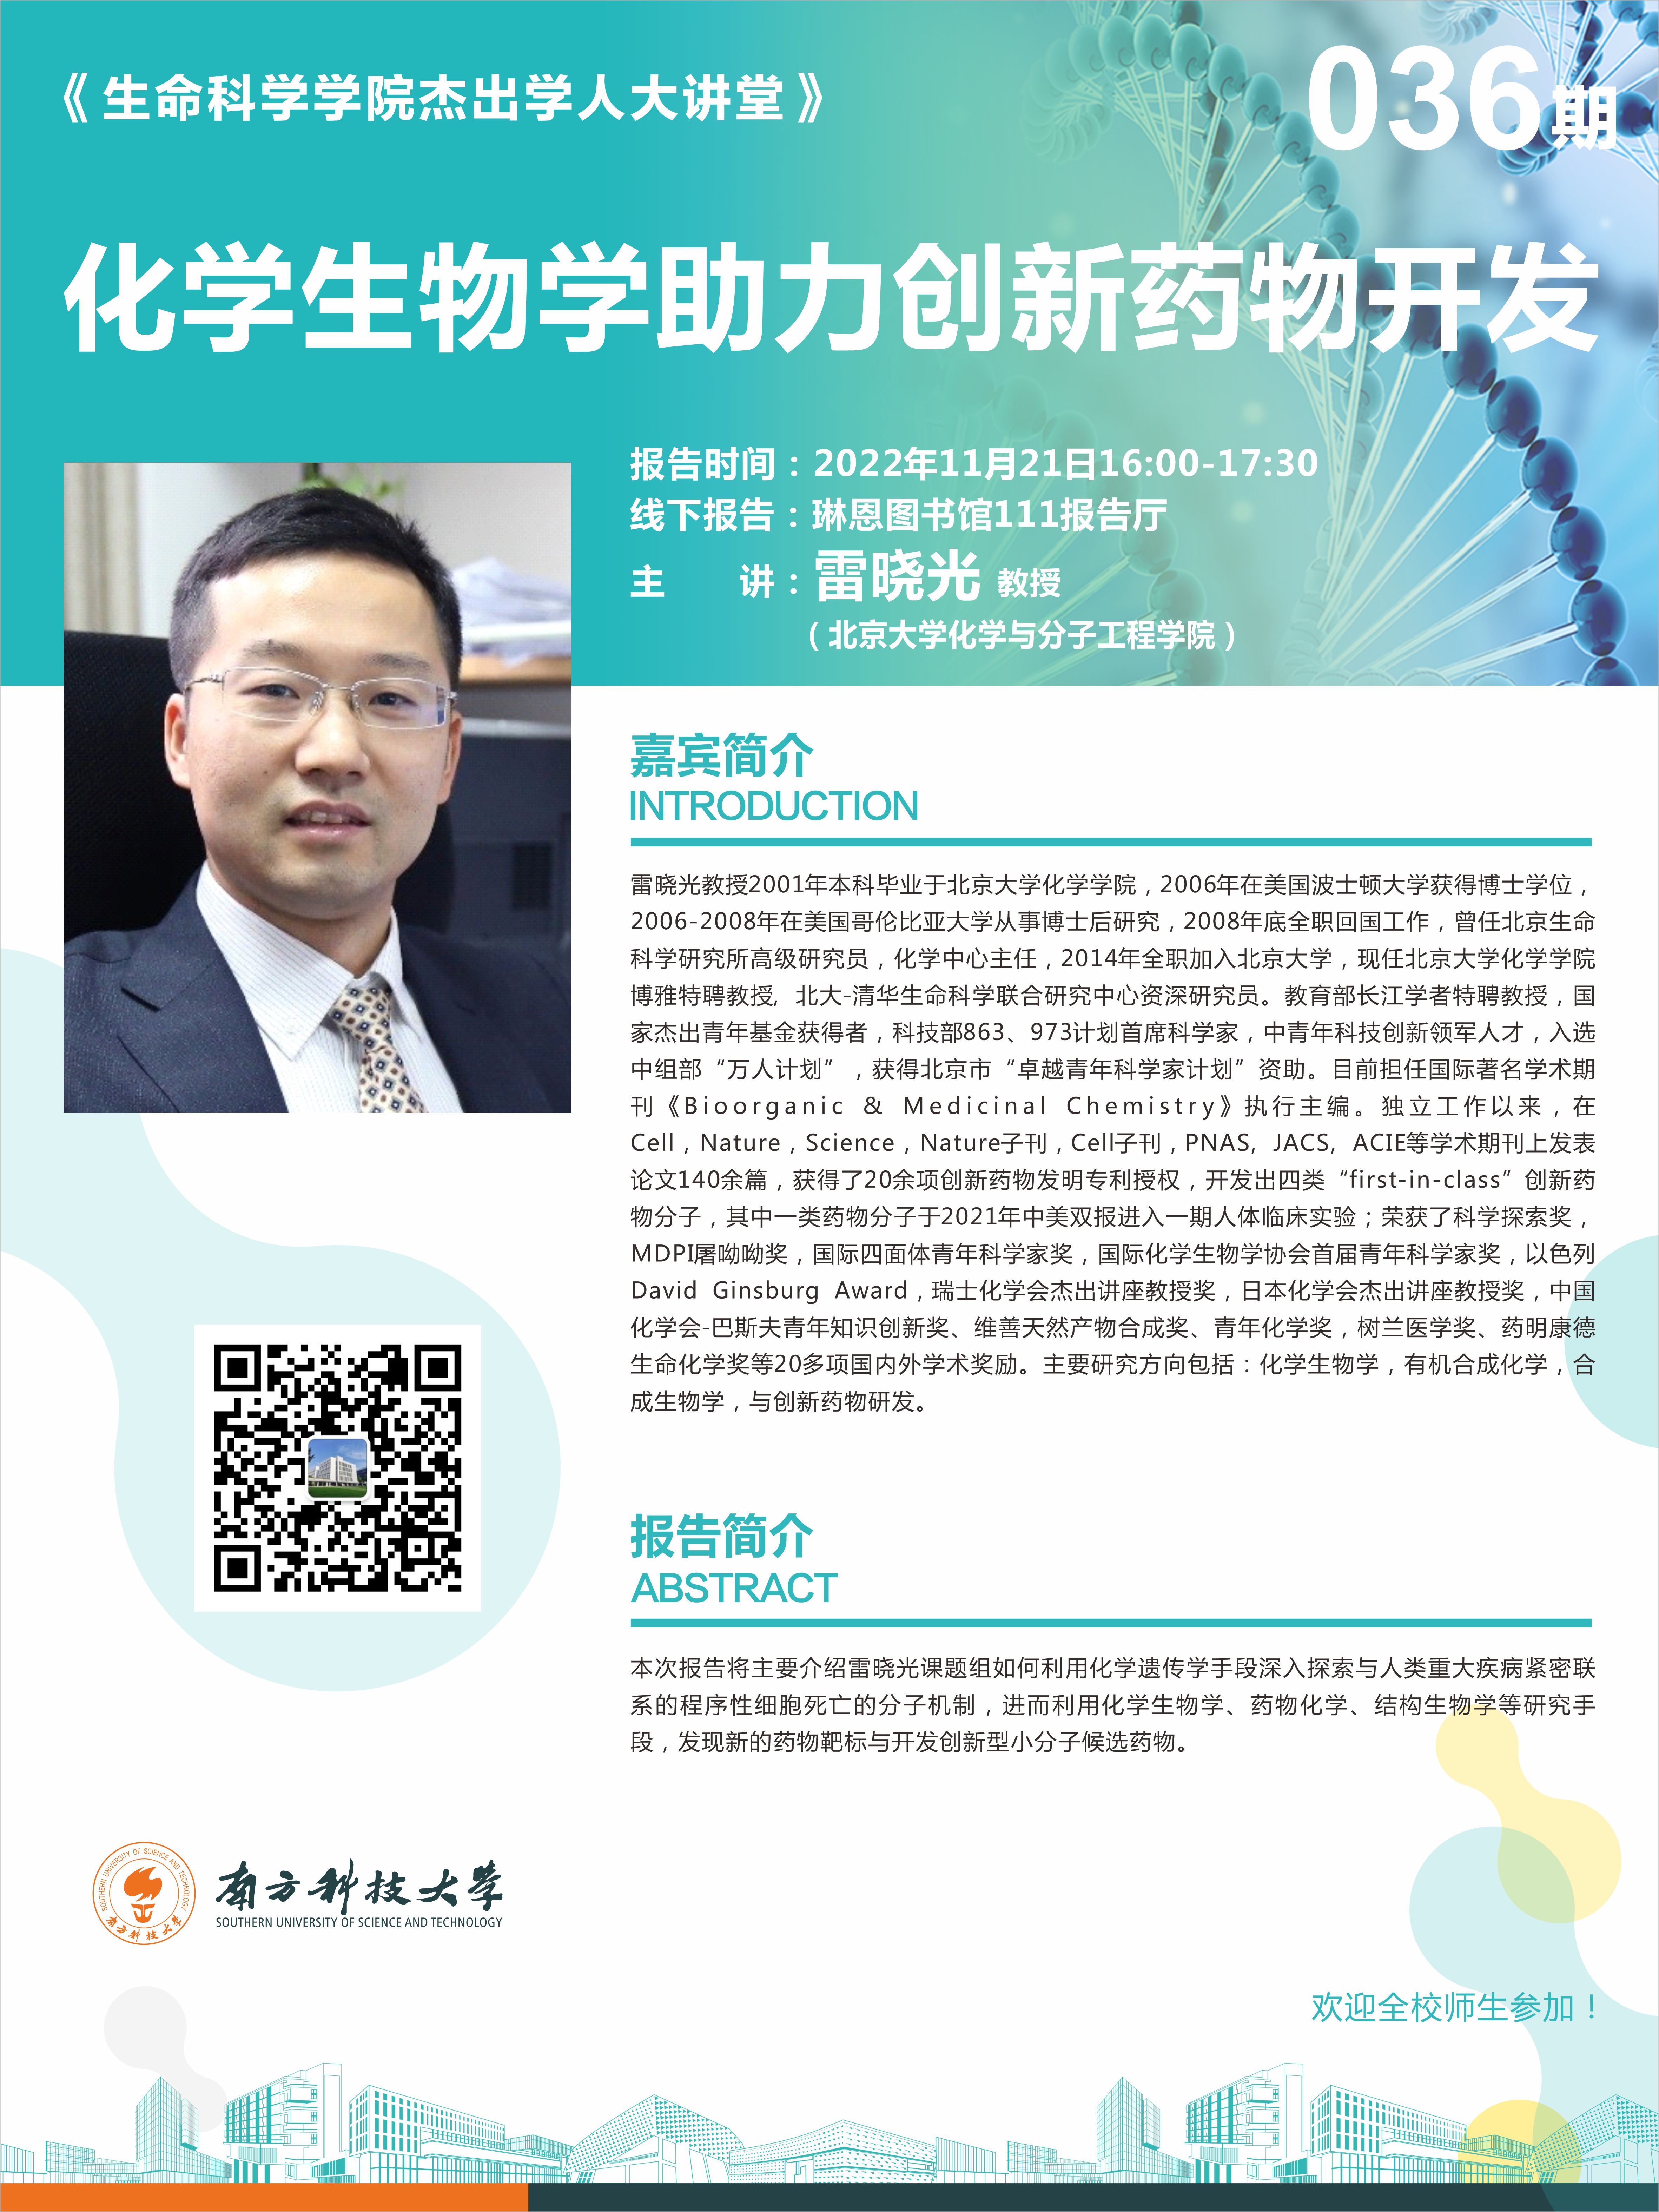 《生命科学学院杰出学人大讲堂》
036期
化学生物学助力创新药物开发
报告时间：2022年11月21日16:00-17:30
线下报告：琳恩图书馆111报告厅
主 讲：雷晓光 教授
（北京大学化学与分子工程学院）
嘉宾简介
INTRODUCTION
雷晓光教授2001年本科毕业于北京大学化学学院，2006年在美国波士顿大学获得博士学位，
2006-2008年在美国哥伦比亚大学从事博士后研究，2008年底全职回国工作，曾任北京生命
科学研究所高级研究员，化学中心主任，2014年全职加入北京大学，现任北京大学化学学院
博雅特聘教授, 北大-清华生命科学联合研究中心资深研究员。教育部长江学者特聘教授，国
家杰出青年基金获得者，科技部863、973计划首席科学家，中青年科技创新领军人才，入选
中组部“万人计划”，获得北京市“卓越青年科学家计划”资助。目前担任国际著名学术期
刊《Bioorganic & Medicinal Chemistry》执行主编。独立工作以来，在
Cell，Nature，Science，Nature子刊，Cell子刊，PNAS, JACS, ACIE等学术期刊上发表
论文140余篇，获得了20余项创新药物发明专利授权，开发出四类“first-in-class”创新药
物分子，其中一类药物分子于2021年中美双报进入一期人体临床实验；荣获了科学探索奖，
MDPI屠呦呦奖，国际四面体青年科学家奖，国际化学生物学协会首届青年科学家奖，以色列
David Ginsburg Award，瑞士化学会杰出讲座教授奖，日本化学会杰出讲座教授奖，中国
化学会-巴斯夫青年知识创新奖、维善天然产物合成奖、青年化学奖，树兰医学奖、药明康德
生命化学奖等20多项国内外学术奖励。主要研究方向包括：化学生物学，有机合成化学，合
成生物学，与创新药物研发。
报告简介
ABSTRACT
本次报告将主要介绍雷晓光课题组如何利用化学遗传学手段深入探索与人类重大疾病紧密联
系的程序性细胞死亡的分子机制，进而利用化学生物学、药物化学、结构生物学等研究手
段，发现新的药物靶标与开发创新型小分子候选药物。
SOUTHERN UNIVERSITY OF SCIENCE AND TECHNOLOGY
南方科技大学
南方科技大学
SOUTHERN UNIVERSITY OF SCIENCE AND TECHNOLOGY
欢迎全校师生参加！